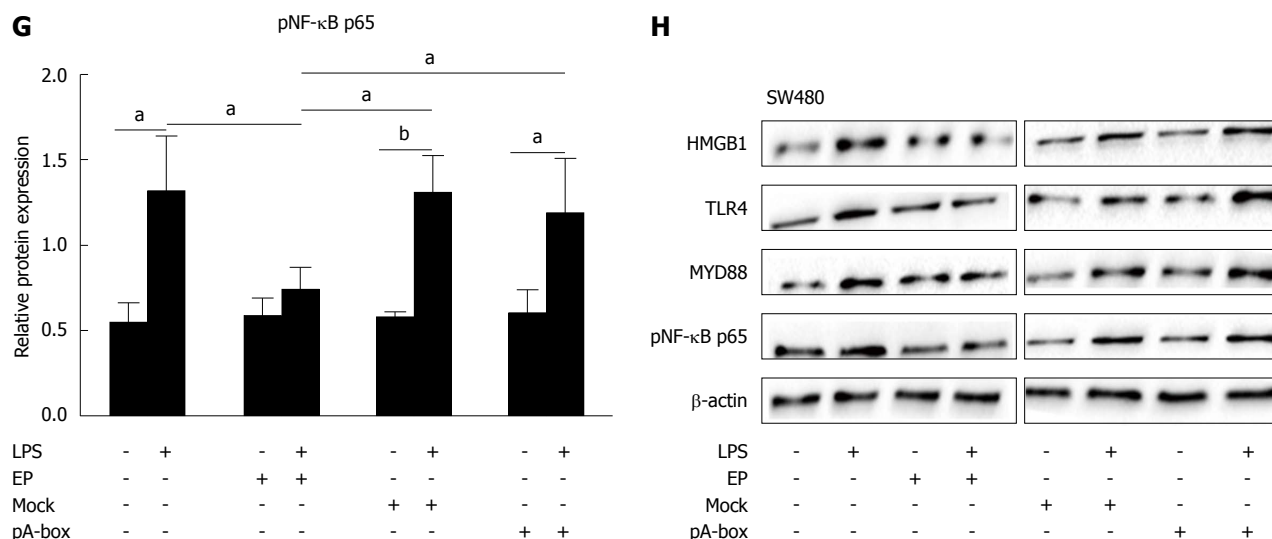 G
pNF-κB p65
Relative protein expression
2.0
1.5
1.0
0.5
0.0
a
a
a
a
b
a
LPS - + - + - + - +
EP - - + + - - - -
Mock - - - - + + - -
pA-box - - - - - - + +
H
SW480
HMGB1
TLR4
MYD88
pNF-κB p65
β-actin
LPS - + - + - + - +
EP - - + + - - - -
Mock - - - - + + - -
pA-box - - - - - - + +